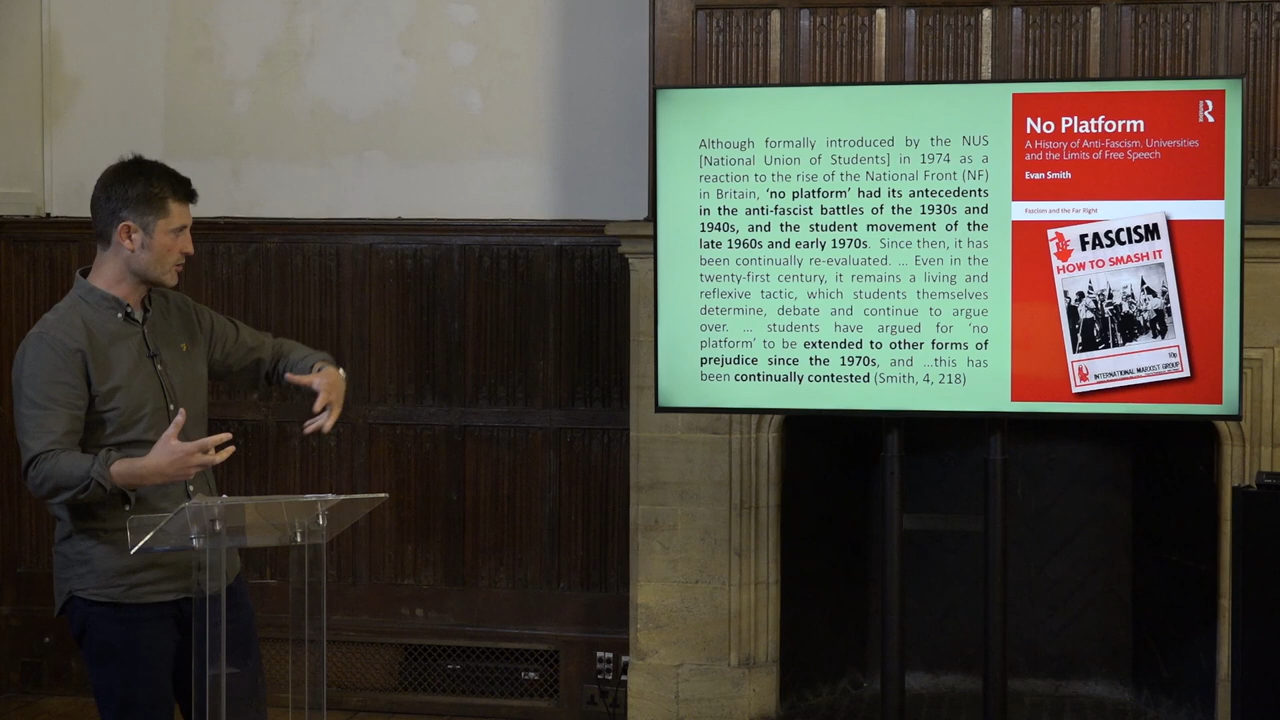 Although formally introduced by the NUS
[National Union of Students] in 1974 as a
reaction to the rise of the National Front (NF)
in Britain, ‘no platform’ had its antecedents
in the anti-fascist battles of the 1930s and
1940s, and the student movement of the
late 1960s and early 1970s. Since then, it has
been continually re-evaluated. ... Even in the
twenty-first century, it remains a living and
reflexive tactic, which students themselves
determine, debate and continue to argue
over. ... students have argued for ‘no
platform’ to be extended to other forms of
prejudice since the 1970s, and ...this has
been continually contested (Smith, 4, 218)
No Platform
A History of Anti-Fascism, Universities
and the Limits of Free Speech
Evan Smith
Fascism and the Far Right
FASCISM
HOW TO SMASH IT
10p
INTERNATIONAL MARXIST GROUP